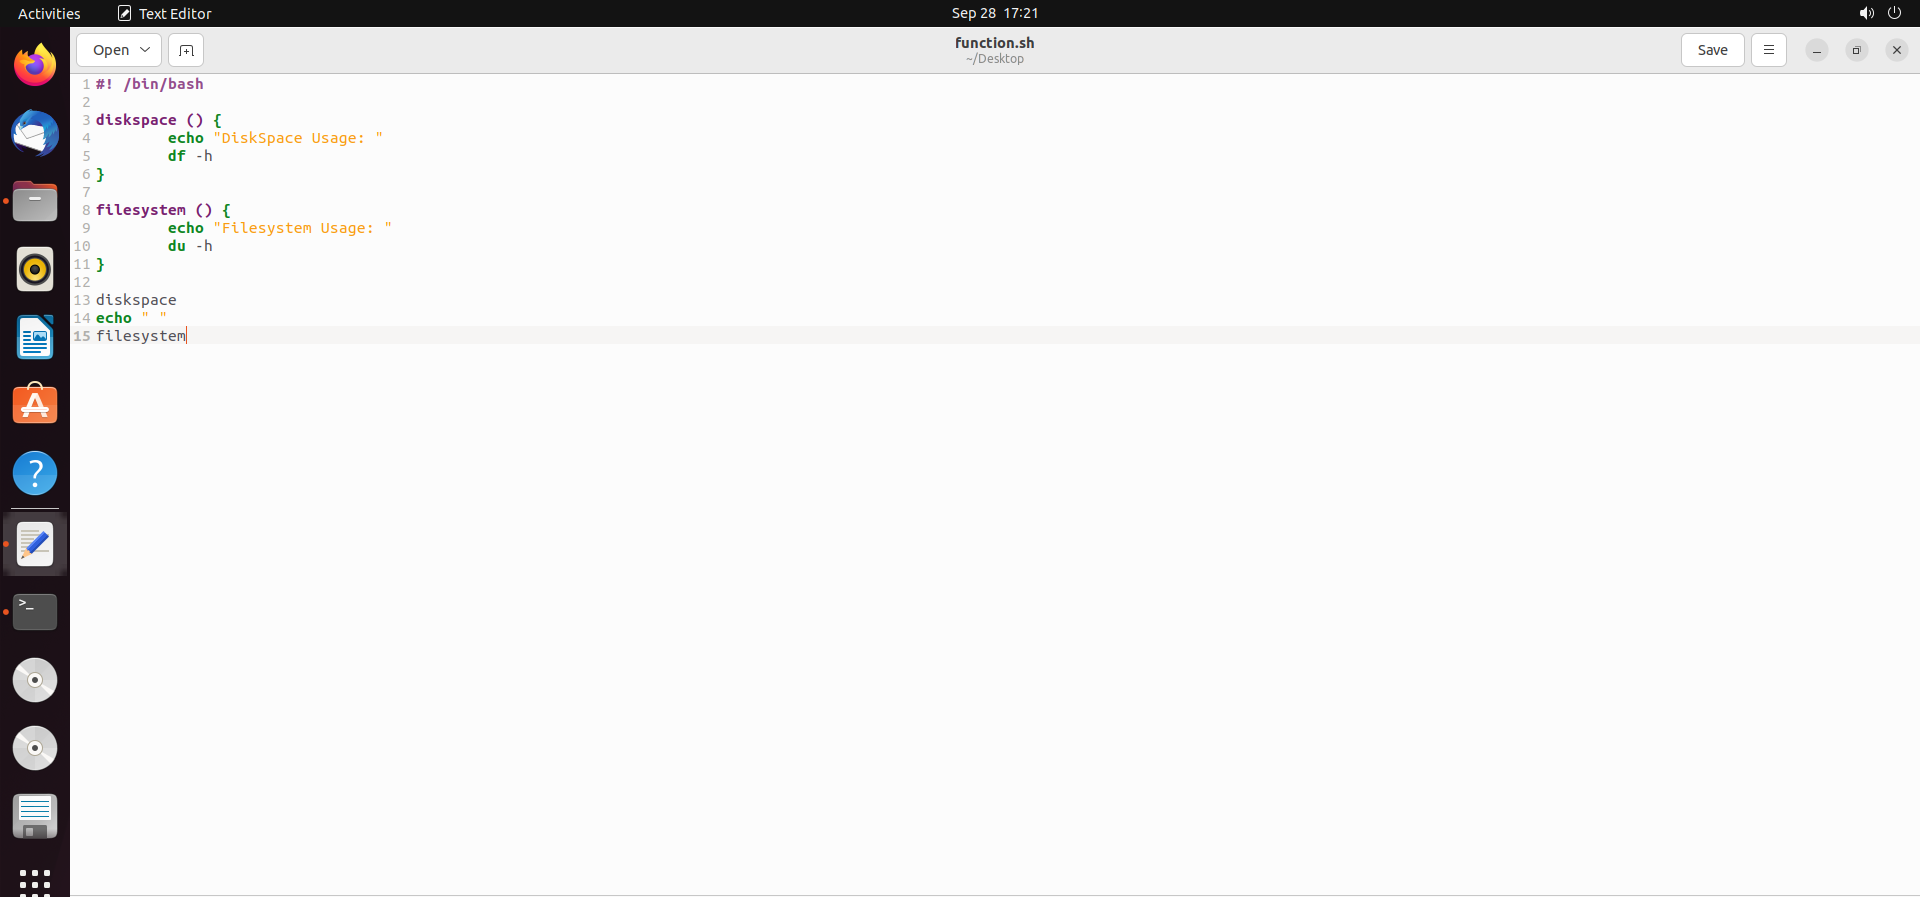 Activities Text Editor Sep 28 17:21
Open function.sh Save
~/Desktop
1 #! /bin/bash
2
3 diskspace () {
4 echo "DiskSpace Usage: "
5 df -h
6 }
7
8 filesystem () {
9 echo "Filesystem Usage: "
10 du -h
11 }
12
13 diskspace
14 echo " "
15 filesystem
?
>_